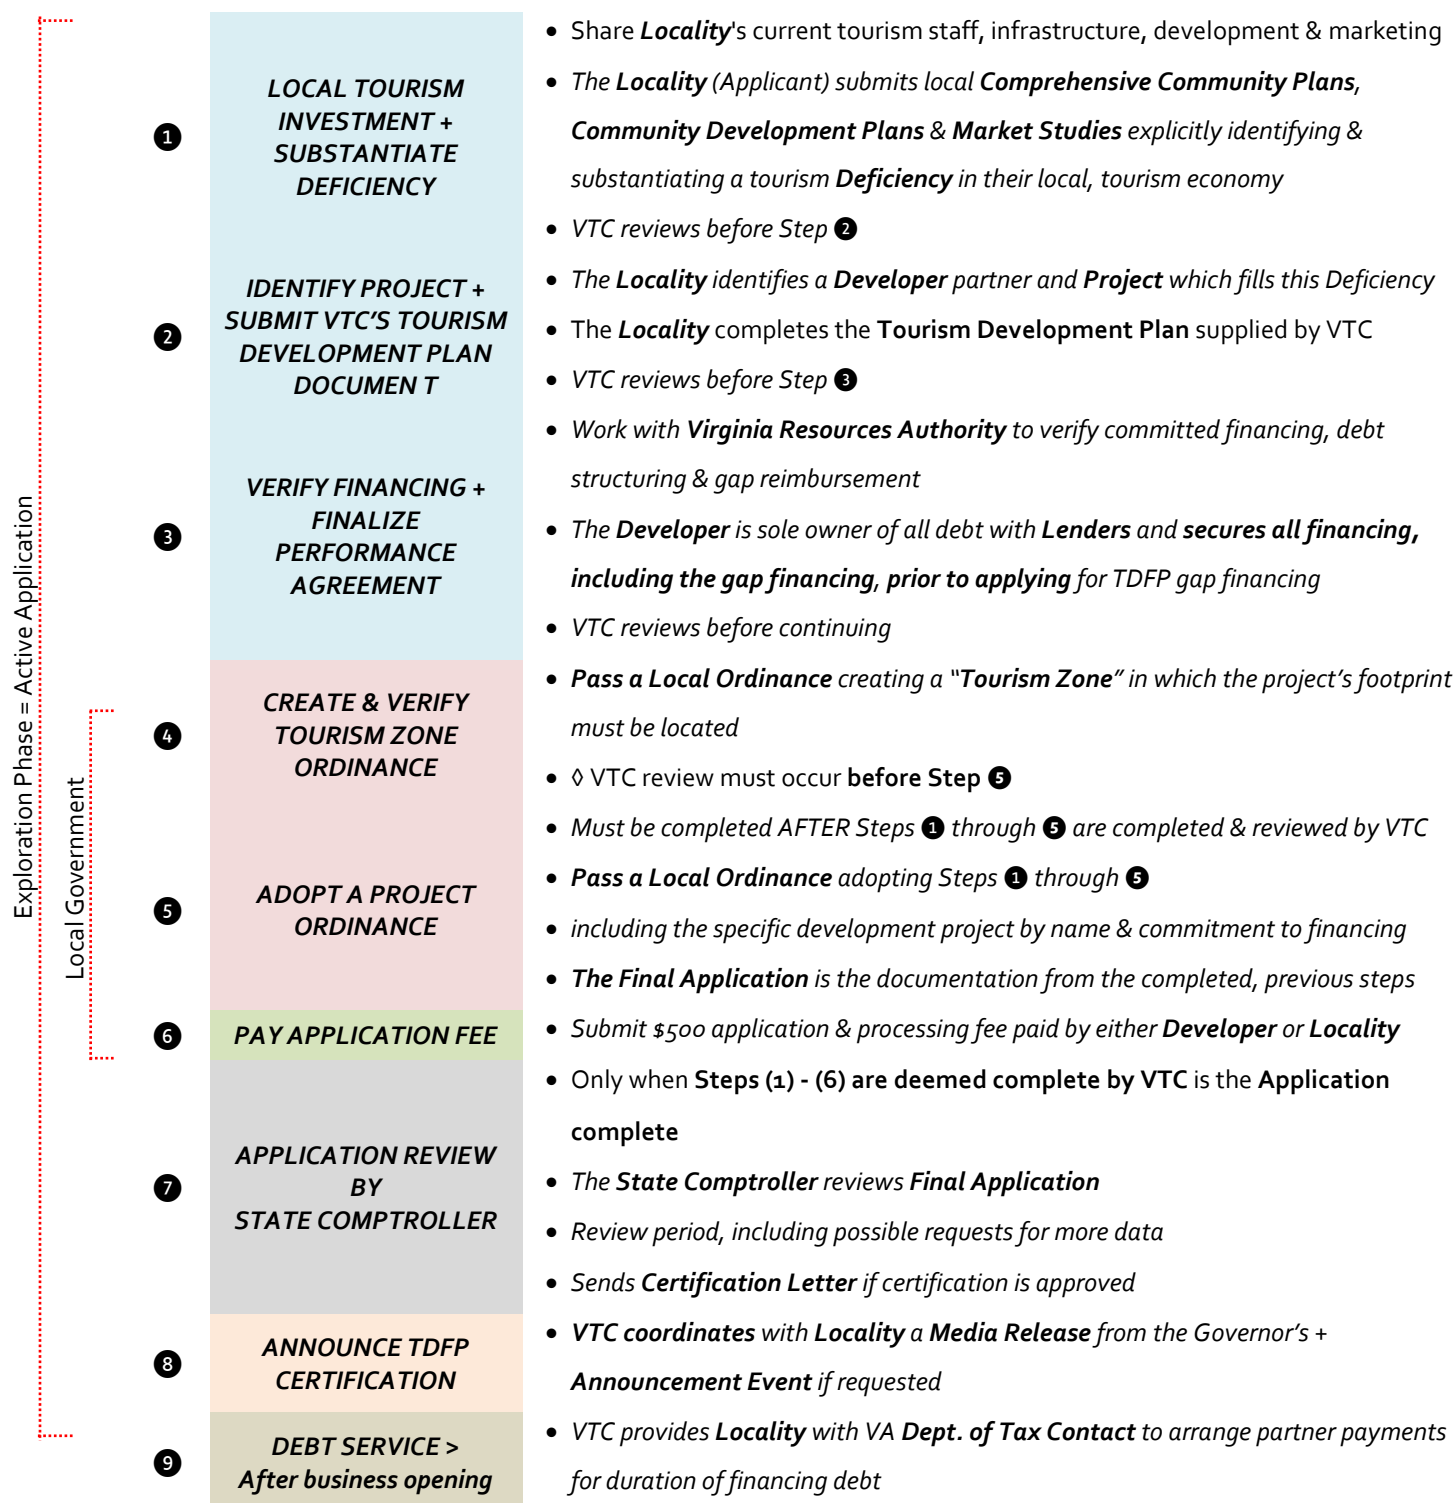 Exploration Phase = Active Application
Local Government
❶
LOCAL TOURISM
INVESTMENT +
SUBSTANTIATE
DEFICIENCY
• Share Locality's current tourism staff, infrastructure, development & marketing
• The Locality (Applicant) submits local Comprehensive Community Plans,
Community Development Plans & Market Studies explicitly identifying &
substantiating a tourism Deficiency in their local, tourism economy
• VTC reviews before Step ❷
❷
IDENTIFY PROJECT +
SUBMIT VTC’S TOURISM
DEVELOPMENT PLAN
DOCUMEN T
• The Locality identifies a Developer partner and Project which fills this Deficiency
• The Locality completes the Tourism Development Plan supplied by VTC
• VTC reviews before Step ❸
❸
VERIFY FINANCING +
FINALIZE
PERFORMANCE
AGREEMENT
• Work with Virginia Resources Authority to verify committed financing, debt
structuring & gap reimbursement
• The Developer is sole owner of all debt with Lenders and secures all financing,
including the gap financing, prior to applying for TDFP gap financing
• VTC reviews before continuing
❹
CREATE & VERIFY
TOURISM ZONE
ORDINANCE
• Pass a Local Ordinance creating a “Tourism Zone” in which the project’s footprint
must be located
• ◊ VTC review must occur before Step ❺
❺
ADOPT A PROJECT
ORDINANCE
• Must be completed AFTER Steps ❶ through ❺ are completed & reviewed by VTC
• Pass a Local Ordinance adopting Steps ❶ through ❺
• including the specific development project by name & commitment to financing
• The Final Application is the documentation from the completed, previous steps
❻
PAY APPLICATION FEE
• Submit $500 application & processing fee paid by either Developer or Locality
❼
APPLICATION REVIEW
BY
STATE COMPTROLLER
• Only when Steps (1) - (6) are deemed complete by VTC is the Application
complete
• The State Comptroller reviews Final Application
• Review period, including possible requests for more data
• Sends Certification Letter if certification is approved
❽
ANNOUNCE TDFP
CERTIFICATION
• VTC coordinates with Locality a Media Release from the Governor’s +
Announcement Event if requested
❾
DEBT SERVICE >
After business opening
• VTC provides Locality with VA Dept. of Tax Contact to arrange partner payments
for duration of financing debt